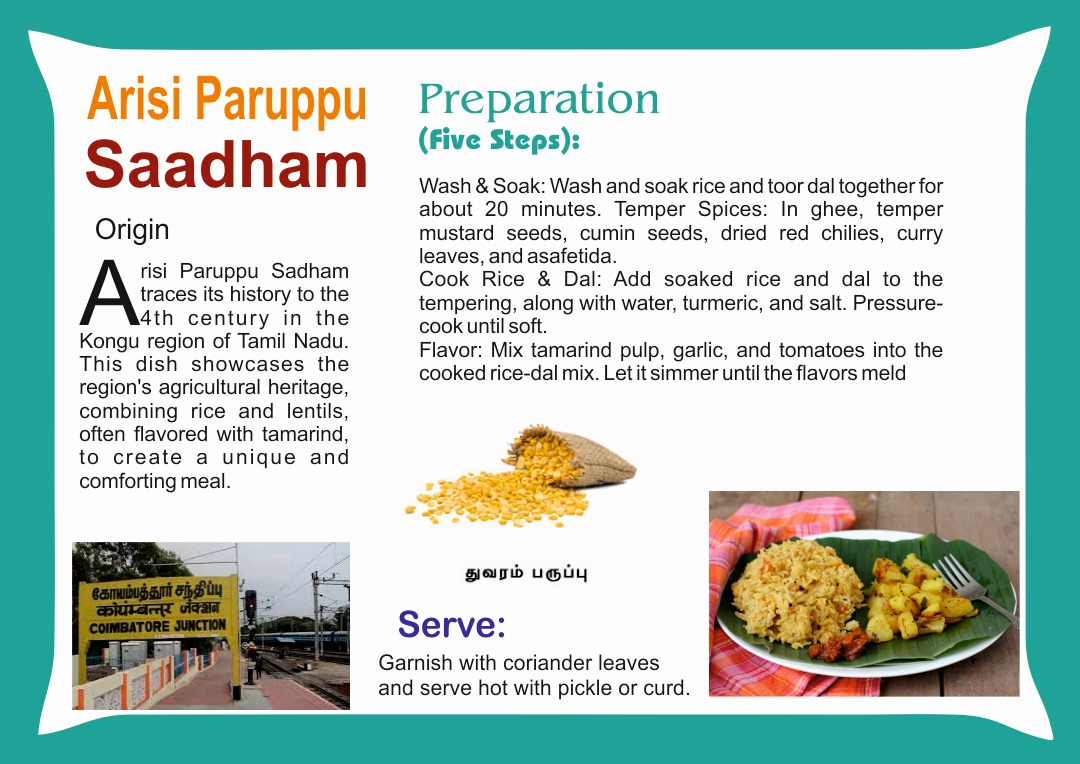 Arisi Paruppu
Saadham
Origin
Arisi Paruppu Sadham
traces its history to the
4th century in the
Kongu region of Tamil Nadu.
This dish showcases the
region's agricultural heritage,
combining rice and lentils,
often flavored with tamarind,
to create a unique and
comforting meal.
கோயம்புத்தூர் சந்திப்பு
कोयम्बत्तूर जंक्शन
COIMBATORE JUNCTION
Preparation
(Five Steps):
Wash & Soak: Wash and soak rice and toor dal together for
about 20 minutes. Temper Spices: In ghee, temper
mustard seeds, cumin seeds, dried red chilies, curry
leaves, and asafetida.
Cook Rice & Dal: Add soaked rice and dal to the
tempering, along with water, turmeric, and salt. Pressure-
cook until soft.
Flavor: Mix tamarind pulp, garlic, and tomatoes into the
cooked rice-dal mix. Let it simmer until the flavors meld
துவரம் பருப்பு
Serve:
Garnish with coriander leaves
and serve hot with pickle or curd.